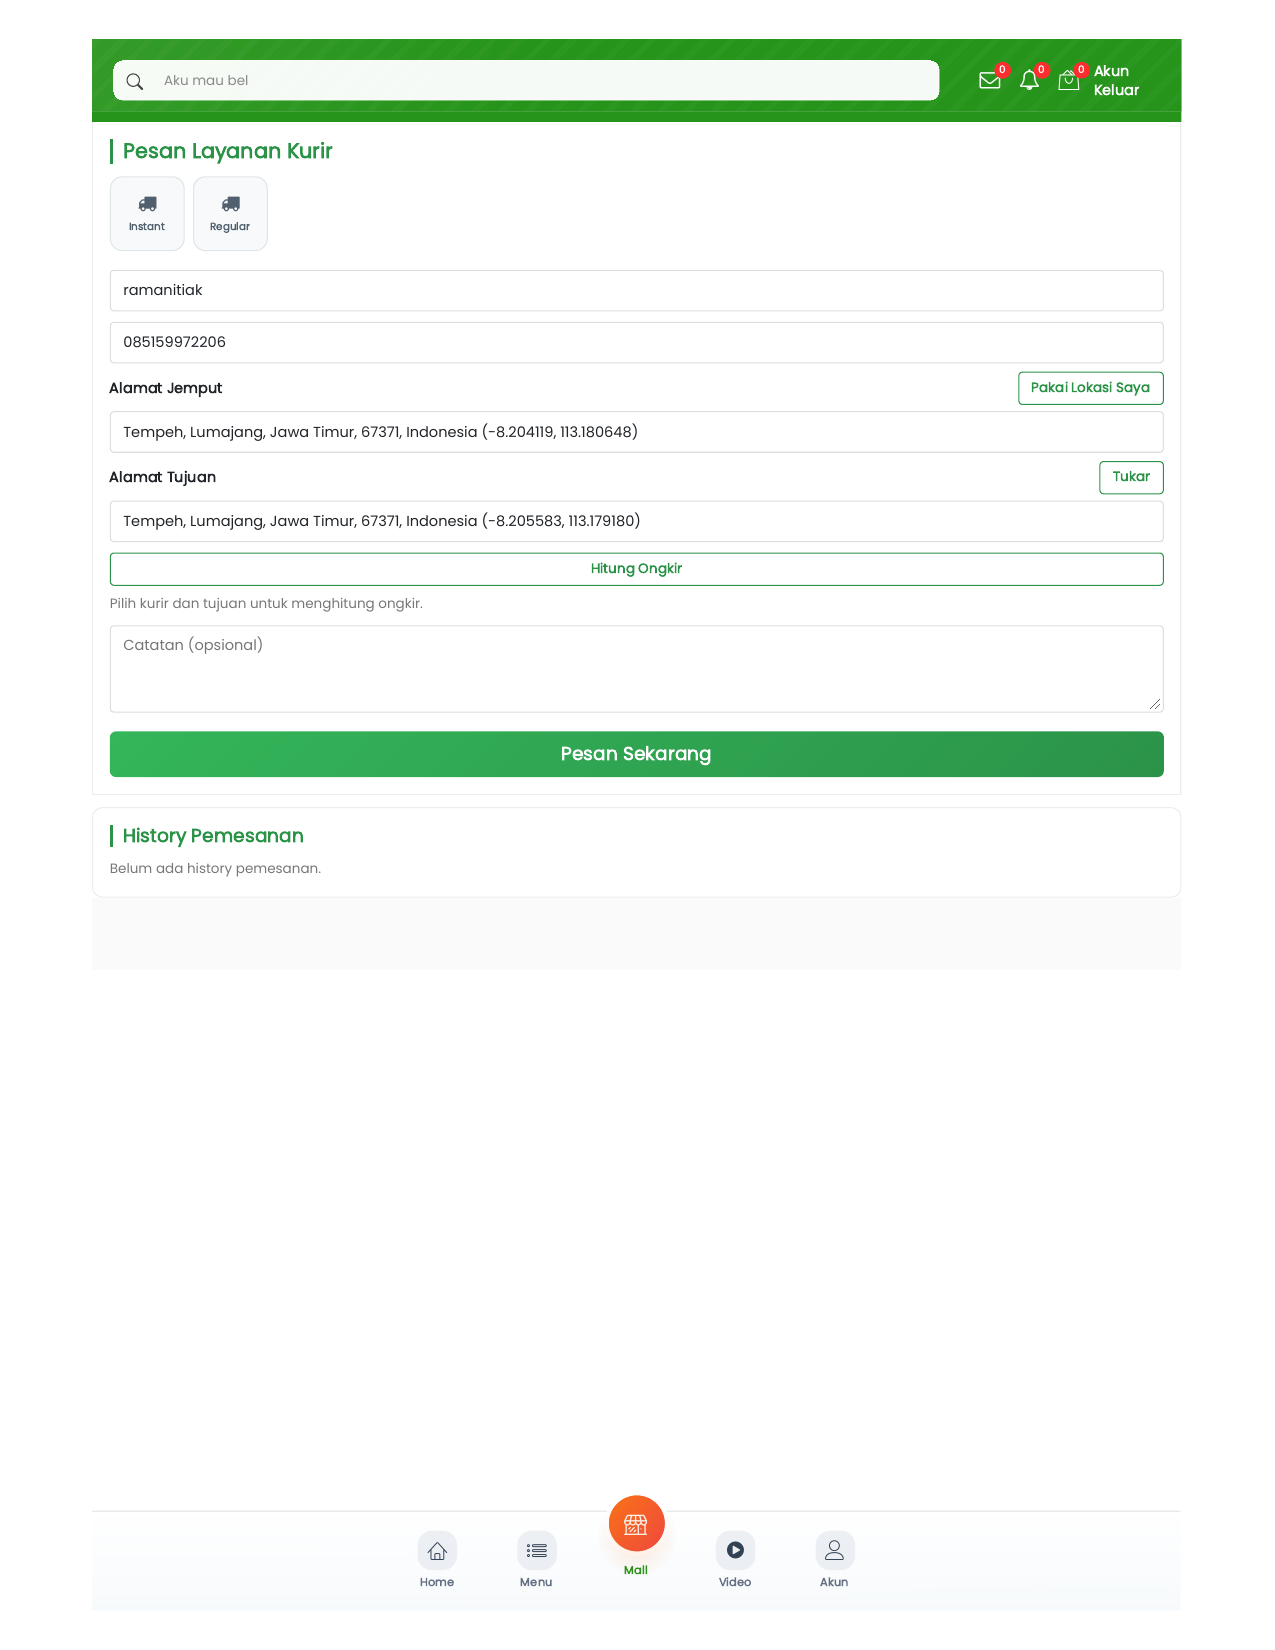 Aku mau bel
0
0
0
Akun
Keluar
Pesan Layanan Kurir
Instant
Regular
ramanitiak
085159972206
Alamat Jemput
Pakai Lokasi Saya
Tempeh, Lumajang, Jawa Timur, 67371, Indonesia (-8.204119, 113.180648)
Alamat Tujuan
Tukar
Tempeh, Lumajang, Jawa Timur, 67371, Indonesia (-8.205583, 113.179180)
Hitung Ongkir
Pilih kurir dan tujuan untuk menghitung ongkir.
Catatan (opsional)
Pesan Sekarang
History Pemesanan
Belum ada history pemesanan.
Home
Menu
Mall
Video
Akun